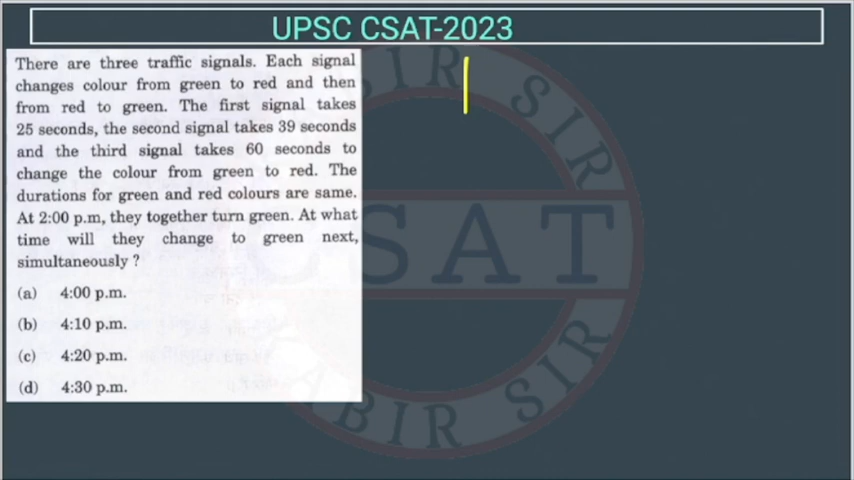 UPSC CSAT-2023
There are three traffic signals. Each signal
changes colour from green to red and then
from red to green. The first signal takes
25 seconds, the second signal takes 39 seconds
and the third signal takes 60 seconds to
change the colour from green to red. The
durations for green and red colours are same.
At 2:00 p.m, they together turn green. At what
time will they change to green next,
simultaneously ?
(a) 4:00 p.m.
(b) 4:10 p.m.
(c) 4:20 p.m.
(d) 4:30 p.m.
CSAT
KABIR SIR
SIR SIR